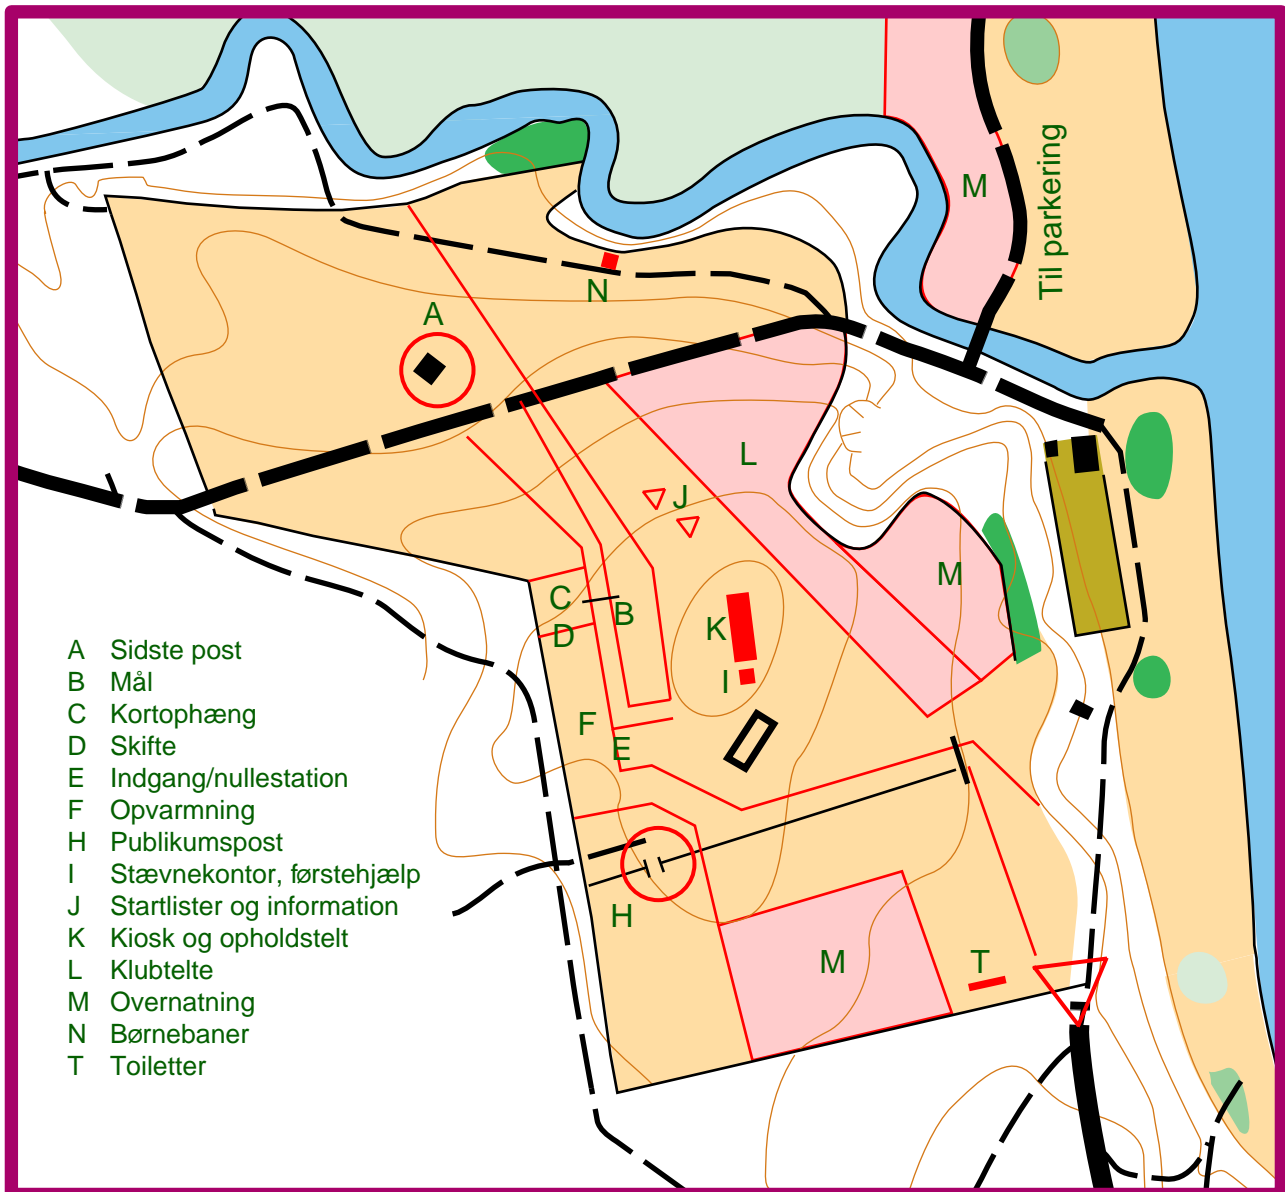 M
Til parkering
N
A
L
J
M
C
B
D
K
I
F
E
H
M
T
A Sidste post
B Mål
C Kortophæng
D Skifte
E Indgang/nullestation
F Opvarmning
H Publikumspost
I Stævnekontor, førstehjælp
J Startlister og information
K Kiosk og opholdstelt
L Klubtelte
M Overnatning
N Børnebaner
T Toiletter